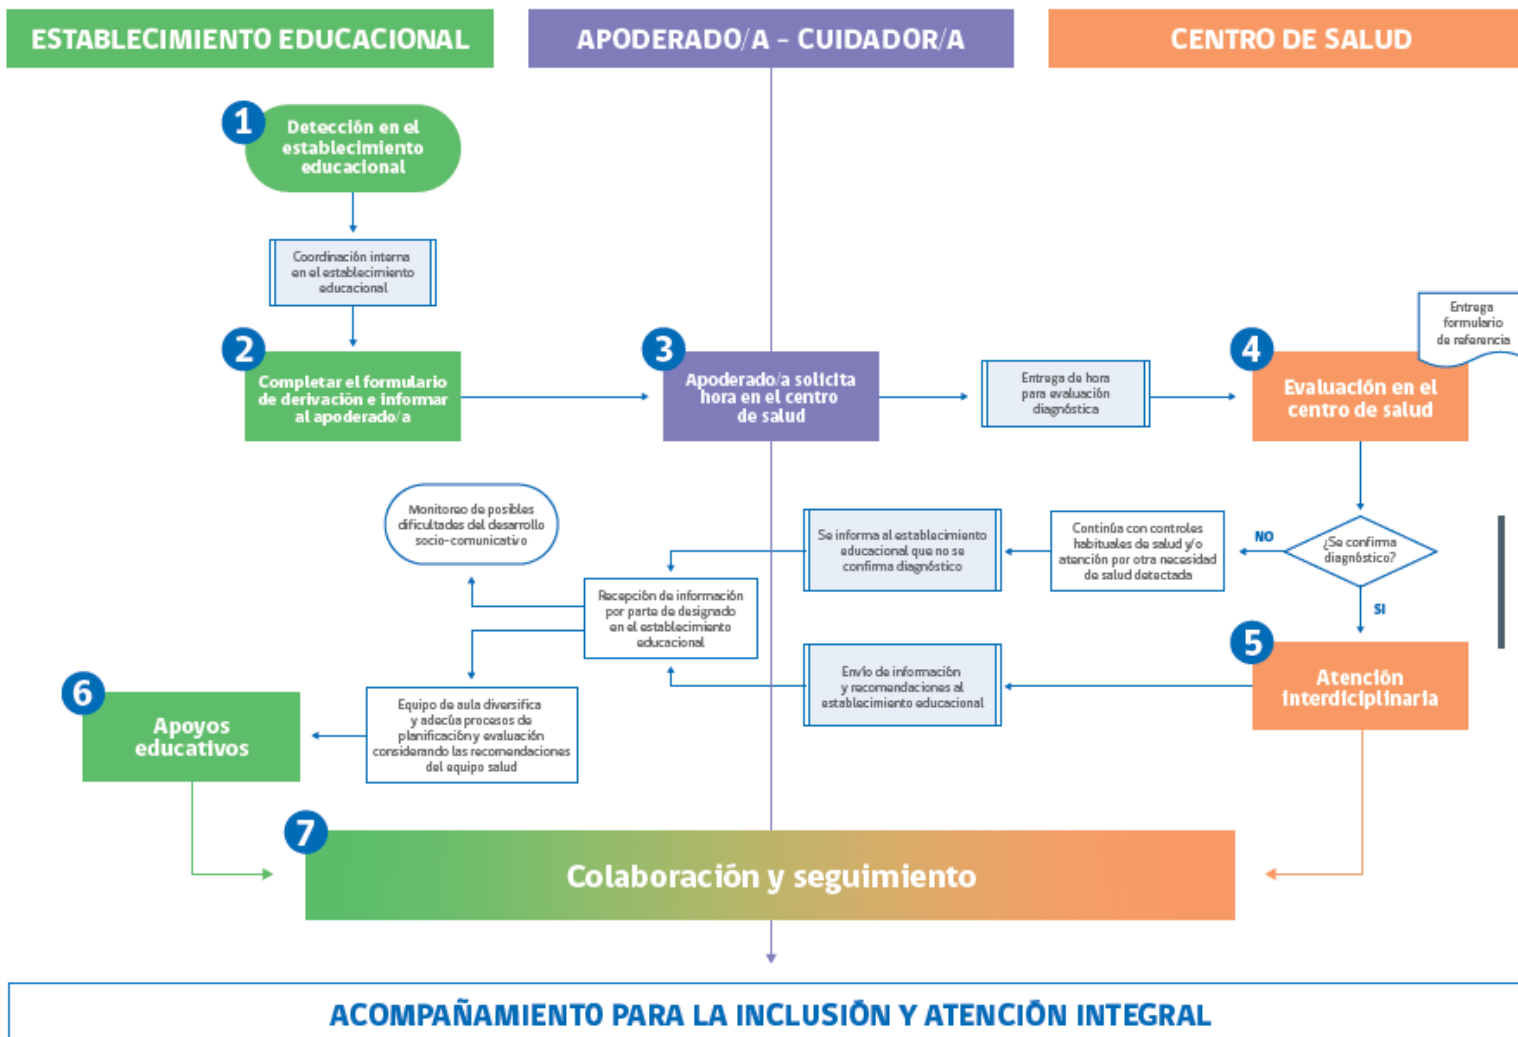 ESTABLECIMIENTO EDUCACIONAL
APODERADO/A – CUIDADOR/A
CENTRO DE SALUD
1
Detección en el
establecimiento
educacional
Coordinación interna
en el establecimiento
educacional
2
Completar el formulario
de derivación e informar
al apoderado/a
3
Apoderado/a solicita
hora en el centro
de salud
Entrega de hora
para evaluación
diagnóstica
4
Evaluación en el
centro de salud
Entrega
formulario
de referencia
¿Se confirma
diagnóstico?
NO
SI
Continúa con controles
habituales de salud y/o
atención por otra necesidad
de salud detectada
Se informa al establecimiento
educacional que no se
confirma diagnóstico
Monitoreo de posibles
dificultades del desarrollo
socio-comunicativo
Recepción de información
por parte de designado
en el establecimiento
educacional
5
Atención
interdiciplinaria
Envío de información
y recomendaciones al
establecimiento educacional
Equipo de aula diversifica
y adecúa procesos de
planificación y evaluación
considerando las recomendaciones
del equipo salud
6
Apoyos
educativos
7
Colaboración y seguimiento
ACOMPAÑAMIENTO PARA LA INCLUSIÓN Y ATENCIÓN INTEGRAL